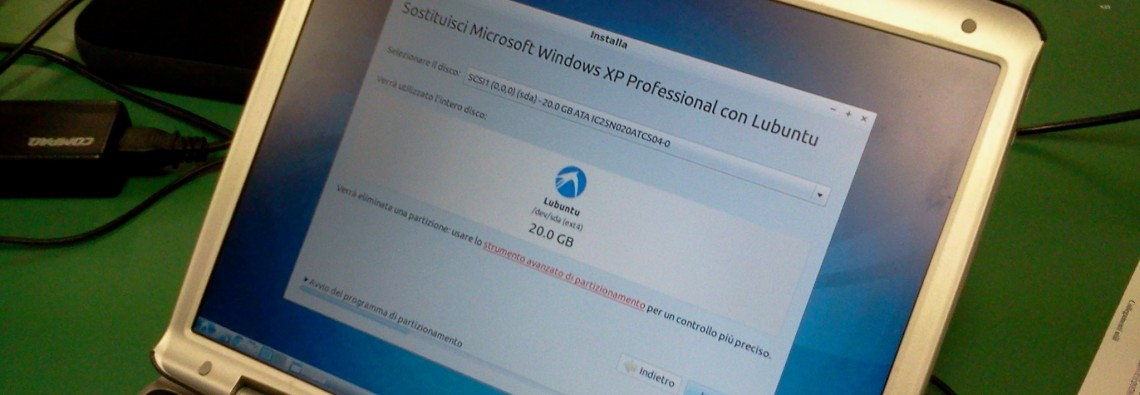 Installa
Sostituisci Microsoft Windows XP Professional con Lubuntu
Selezionare il disco: SCSI1 (0,0,0) (sda) - 20.0 GB ATA IC25N020ATCS04-0
Verrà utilizzato l'intero disco:
Lubuntu
/dev/sda (ext4)
20.0 GB
Verrà eliminata una partizione: usare lo strumento avanzato di partizionamento per un controllo più preciso.
Avvio del programma di partizionamento
Indietro
COMPAQ